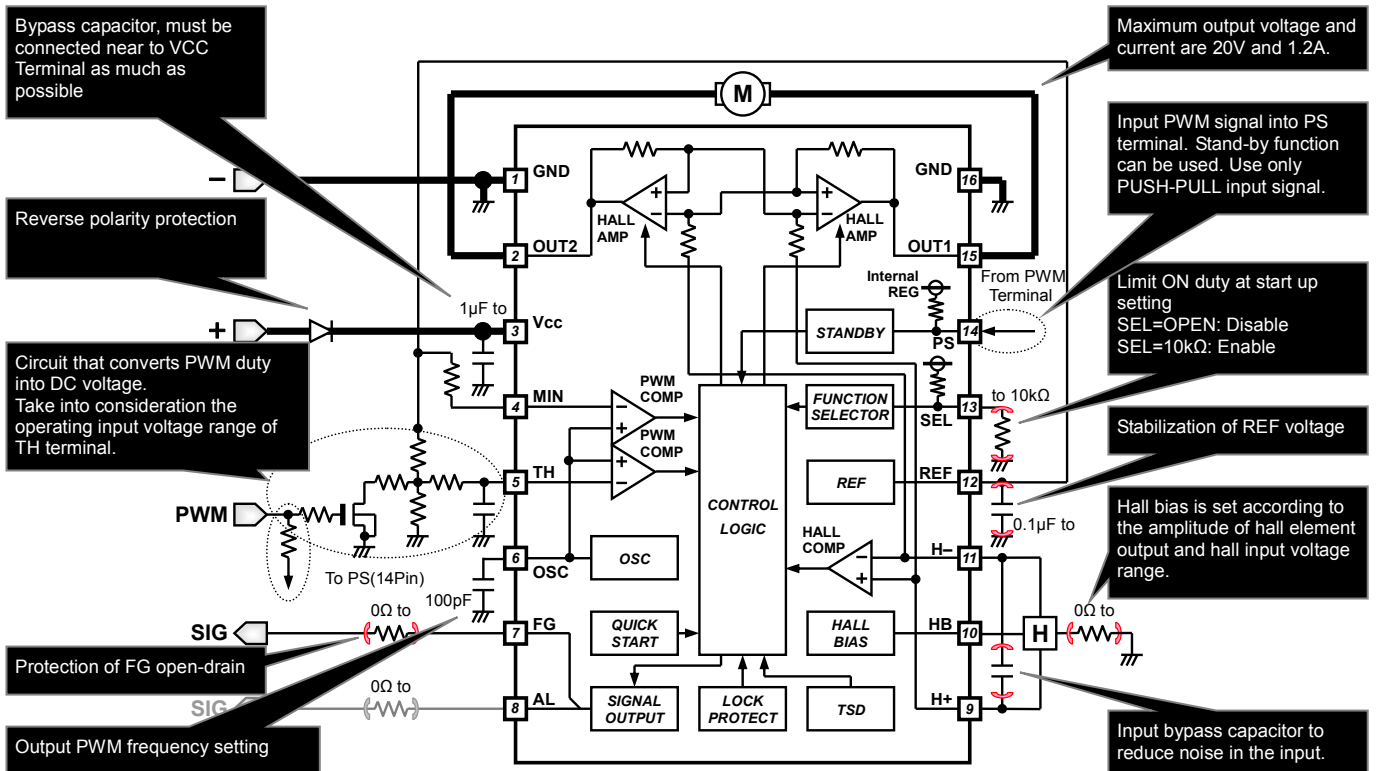 Bypass capacitor, must be
connected near to VCC
Terminal as much as
possible
Maximum output voltage and
current are 20V and 1.2A.
M
Input PWM signal into PS
terminal. Stand-by function
can be used. Use only
PUSH-PULL input signal.
−
1
GND
GND
16
Reverse polarity protection
HALL
AMP
HALL
AMP
2
OUT2
OUT1
15
Internal
REG
From PWM
Terminal
Limit ON duty at start up
setting
SEL=OPEN: Disable
SEL=10kΩ: Enable
1µF to
+
3
Vcc
STANDBY
14
PS
Circuit that converts PWM duty
into DC voltage.
Take into consideration the
operating input voltage range of
TH terminal.
4
MIN
PWM
COMP
−
+
FUNCTION
SELECTOR
13
SEL
to 10kΩ
PWM
COMP
+
−
Stabilization of REF voltage
5
TH
REF
REF
12
0.1µF to
PWM
CONTROL
LOGIC
Hall bias is set according to
the amplitude of hall element
output and hall input voltage
range.
HALL
COMP
−
+
H−
11
6
OSC
OSC
To PS(14Pin)
100pF
0Ω to
SIG
7
FG
QUICK
START
HALL
BIAS
HB
10
H
0Ω to
Protection of FG open-drain
0Ω to
SIG
8
AL
SIGNAL
OUTPUT
LOCK
PROTECT
TSD
H+
9
Output PWM frequency setting
Input bypass capacitor to
reduce noise in the input.
+
−
+
−